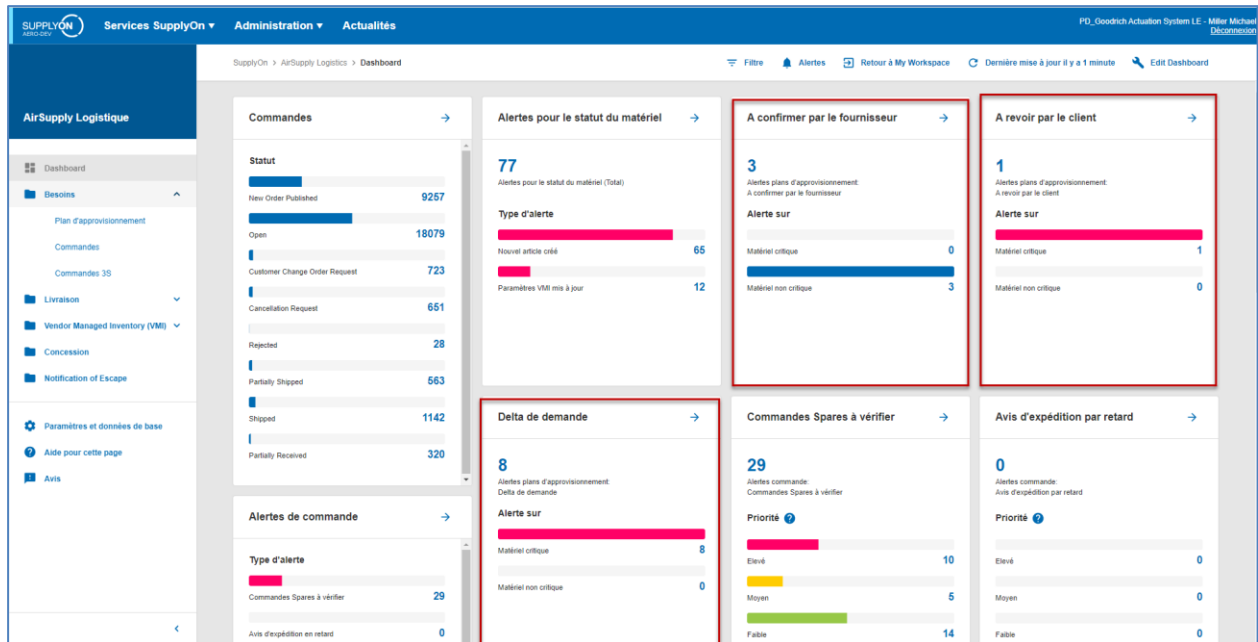 SUPPLYON
AERO-DEV
Services SupplyOn ▾
Administration ▾
Actualités
PD_Goodrich Actuation System LE - Miller Michael
Déconnexion
SupplyOn > AirSupply Logistics > Dashboard
Filtre
Alertes
Retour à My Workspace
Dernière mise à jour il y a 1 minute
Edit Dashboard
AirSupply Logistique
Dashboard
Besoins
Plan d'approvisionnement
Commandes
Commandes 3S
Livraison
Vendor Managed Inventory (VMI)
Concession
Notification of Escape
Paramètres et données de base
Aide pour cette page
Avis
Commandes
Statut
New Order Published 9257
Open 18079
Customer Change Order Request 723
Cancellation Request 651
Rejected 28
Partially Shipped 563
Shipped 1142
Partially Received 320
Alertes de commande
Type d'alerte
Commandes Spares à vérifier 29
Avis d'expédition en retard 0
Alertes pour le statut du matériel
77
Alertes pour le statut du matériel (Total)
Type d'alerte
Nouvel article créé 65
Paramètres VMI mis à jour 12
A confirmer par le fournisseur
3
Alertes plans d'approvisionnement:
A confirmer par le fournisseur
Alerte sur
Matériel critique 0
Matériel non critique 3
A revoir par le client
1
Alertes plans d'approvisionnement:
A revoir par le client
Alerte sur
Matériel critique 1
Matériel non critique 0
Delta de demande
8
Alertes plans d'approvisionnement:
Delta de demande
Alerte sur
Matériel critique 8
Matériel non critique 0
Commandes Spares à vérifier
29
Alertes commande:
Commandes Spares à vérifier
Priorité
Elevé 10
Moyen 5
Faible 14
Avis d'expédition par retard
0
Alertes commande:
Avis d'expédition par retard
Priorité
Elevé 0
Moyen 0
Faible 0